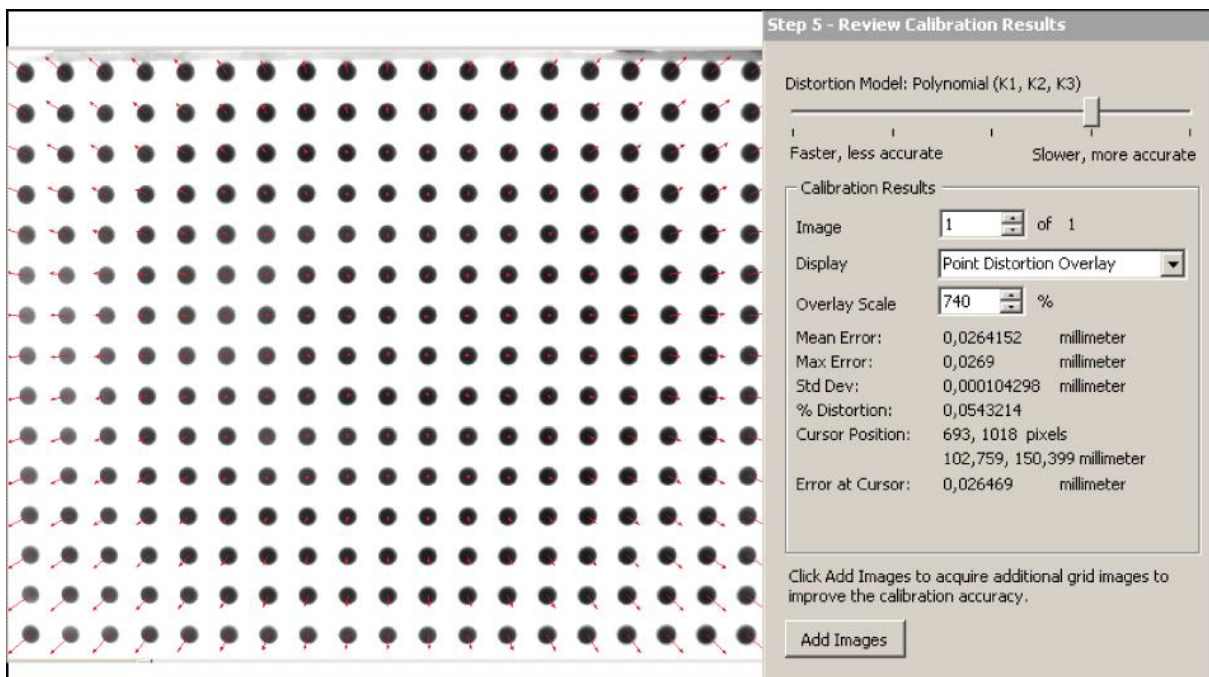 Step 5 - Review Calibration Results
Distortion Model: Polynomial (K1, K2, K3)
Faster, less accurate
Slower, more accurate
Calibration Results
Image 1 of 1
Display Point Distortion Overlay
Overlay Scale 740 %
Mean Error: 0,0264152 millimeter
Max Error: 0,0269 millimeter
Std Dev: 0,000104298 millimeter
% Distortion: 0,0543214
Cursor Position: 693, 1018 pixels
102,759, 150,399 millimeter
Error at Cursor: 0,026469 millimeter
Click Add Images to acquire additional grid images to
improve the calibration accuracy.
Add Images